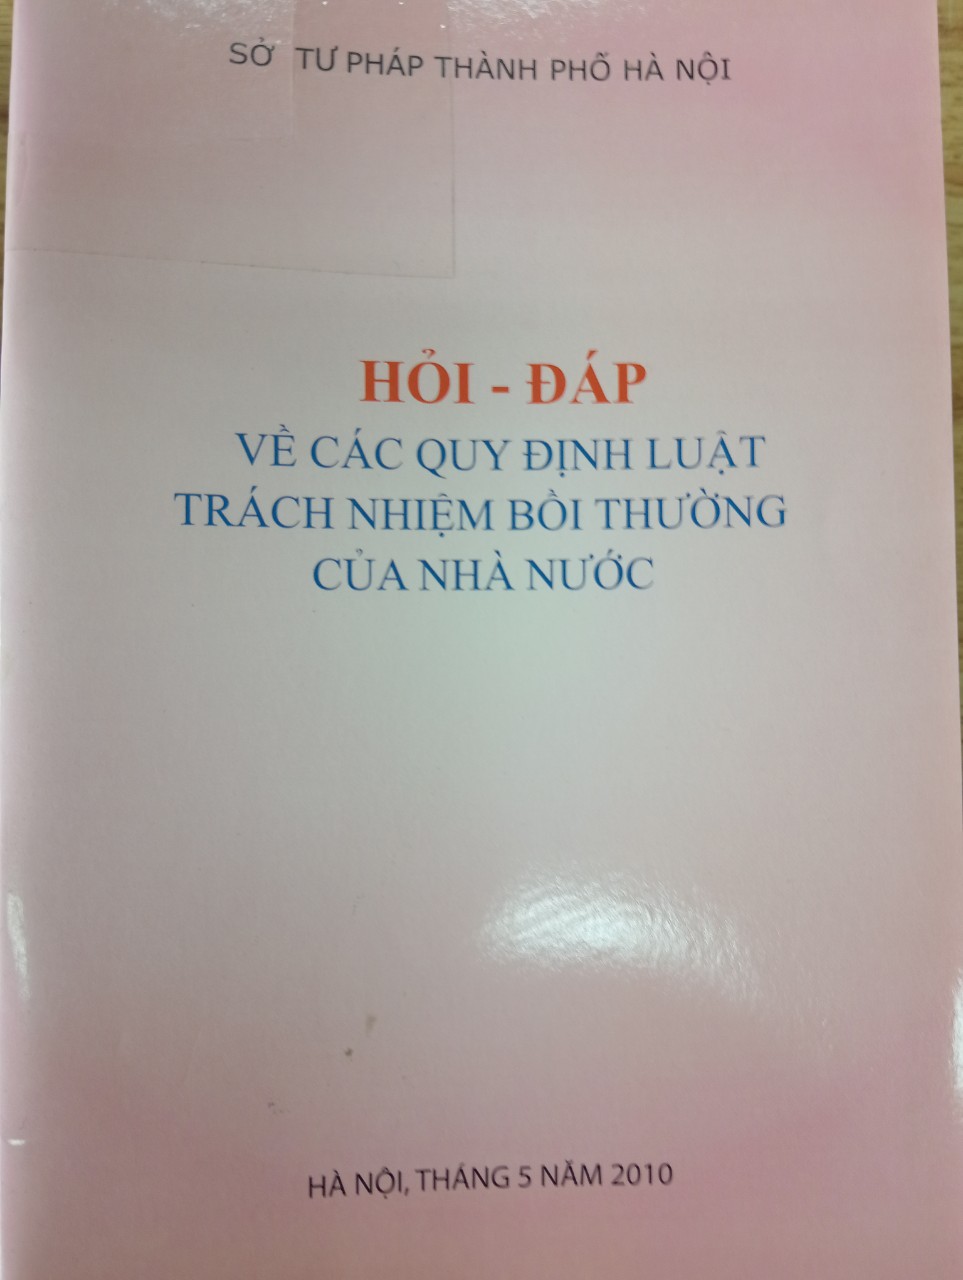 SỞ TƯ PHÁP THÀNH PHỐ HÀ NỘI
HỎI - ĐÁP
VỀ CÁC QUY ĐỊNH LUẬT
TRÁCH NHIỆM BỒI THƯỜNG
CỦA NHÀ NƯỚC
HÀ NỘI, THÁNG 5 NĂM 2010